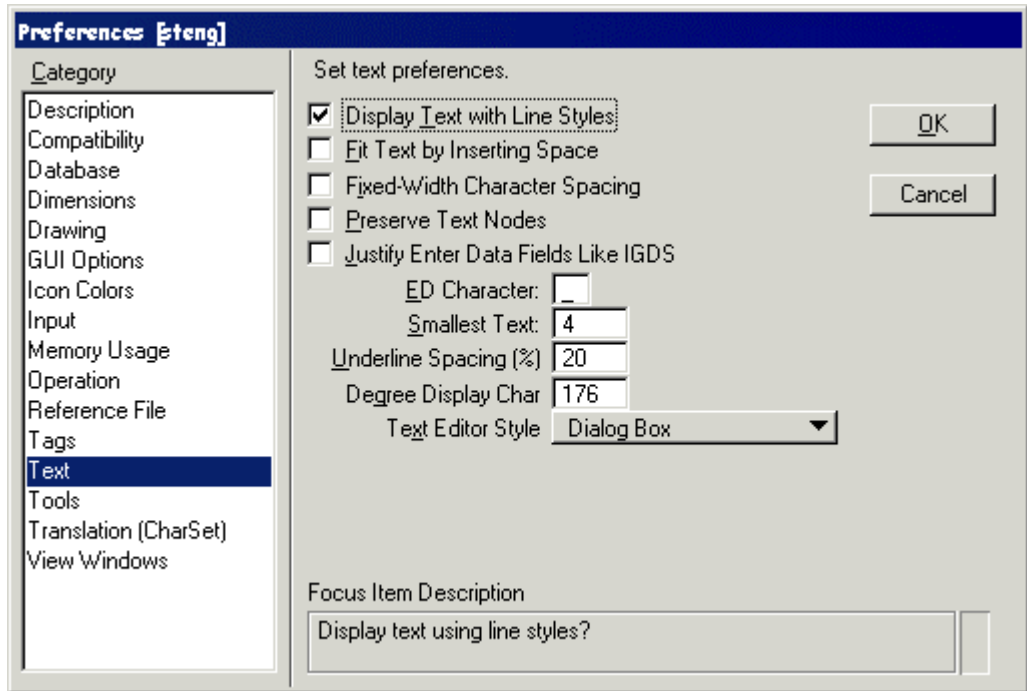 Preferences [steng]
Category
Description
Compatibility
Database
Dimensions
Drawing
GUI Options
Icon Colors
Input
Memory Usage
Operation
Reference File
Tags
Text
Tools
Translation (CharSet)
View Windows
Set text preferences.
Display Text with Line Styles
Fit Text by Inserting Space
Fixed-Width Character Spacing
Preserve Text Nodes
Justify Enter Data Fields Like IGDS
ED Character: _
Smallest Text: 4
Underline Spacing (%) 20
Degree Display Char 176
Text Editor Style Dialog Box
OK
Cancel
Focus Item Description
Display text using line styles?